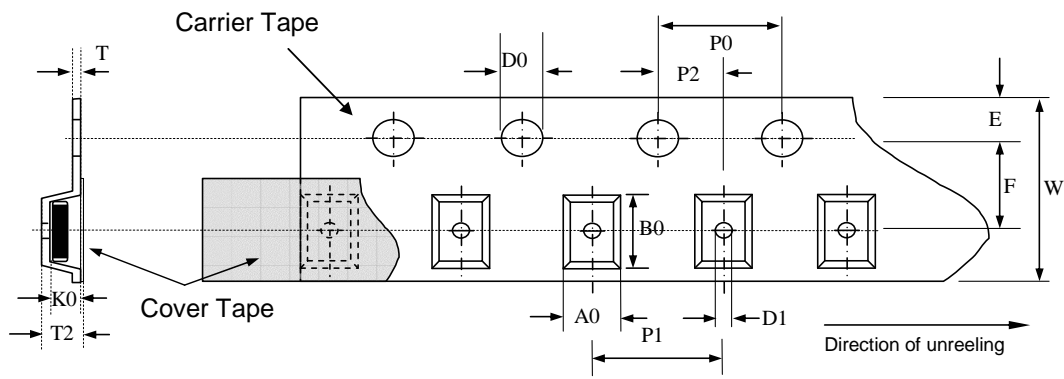 Carrier Tape
T
D0
P0
P2
E
F
W
B0
K0
Cover Tape
T2
A0
P1
D1
Direction of unreeling